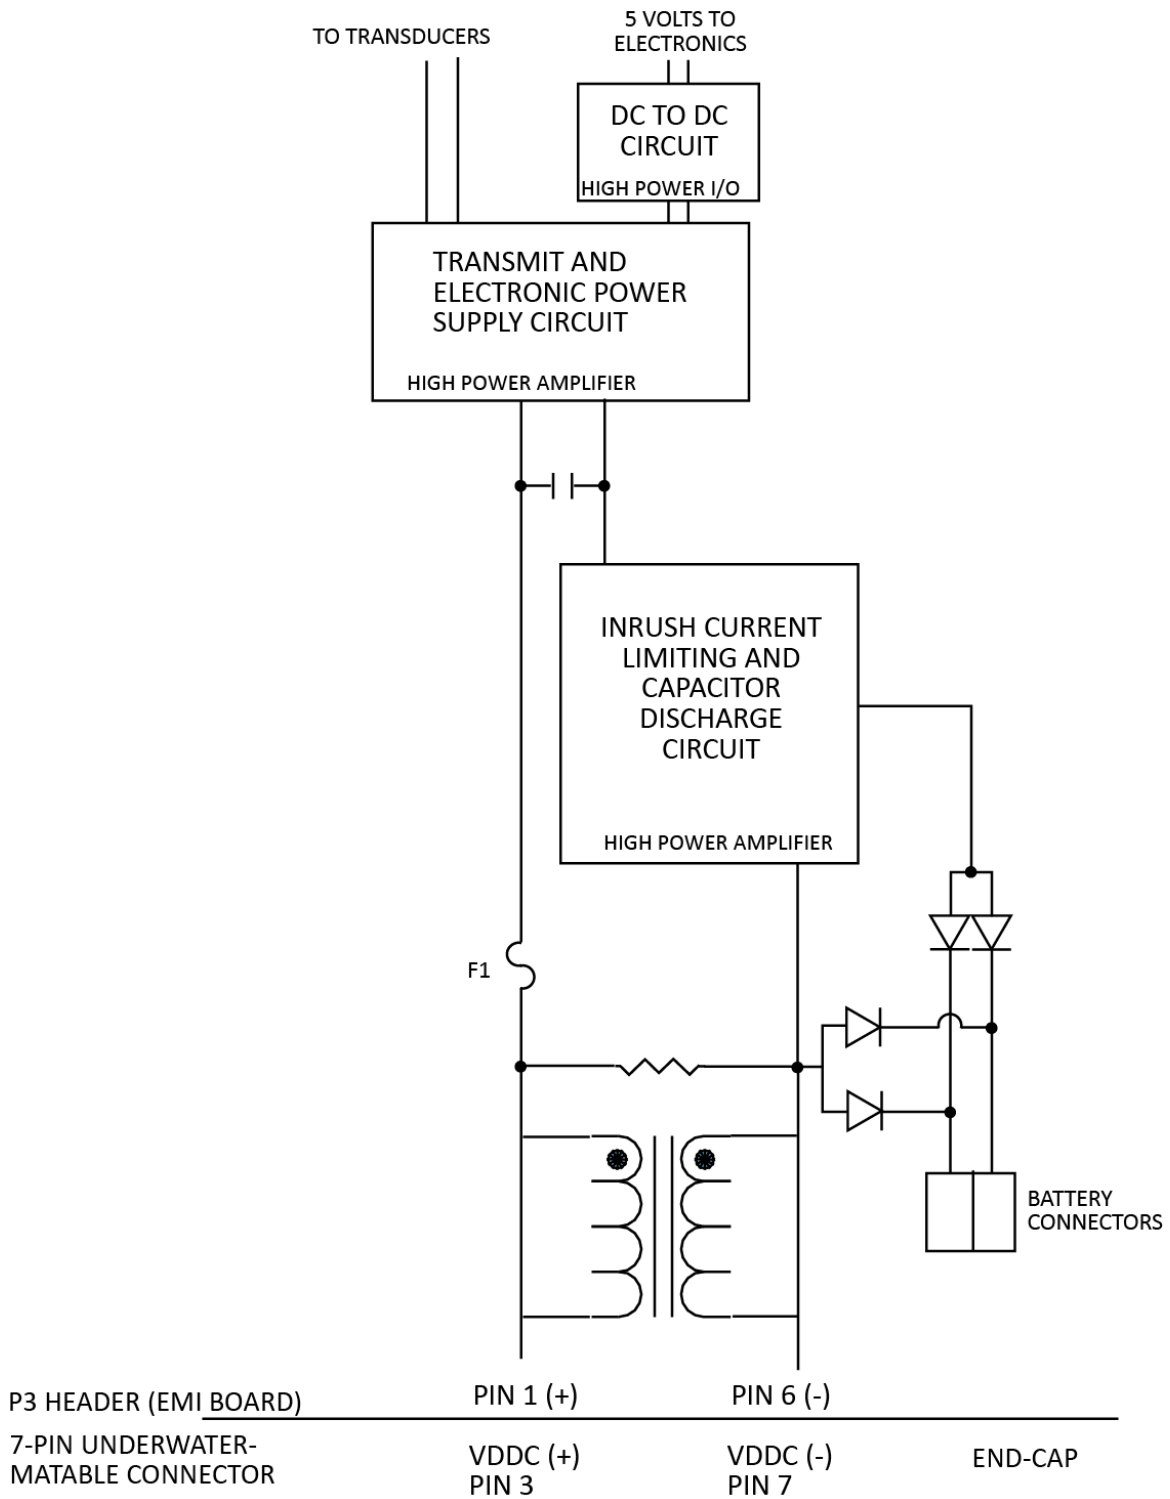 TO TRANSDUCERS
5 VOLTS TO
ELECTRONICS
DC TO DC
CIRCUIT
HIGH POWER I/O
TRANSMIT AND
ELECTRONIC POWER
SUPPLY CIRCUIT
HIGH POWER AMPLIFIER
INRUSH CURRENT
LIMITING AND
CAPACITOR
DISCHARGE
CIRCUIT
HIGH POWER AMPLIFIER
F1
BATTERY
CONNECTORS
P3 HEADER (EMI BOARD)
PIN 1 (+)
PIN 6 (-)
7-PIN UNDERWATER-
MATABLE CONNECTOR
VDDC (+)
PIN 3
VDDC (-)
PIN 7
END-CAP